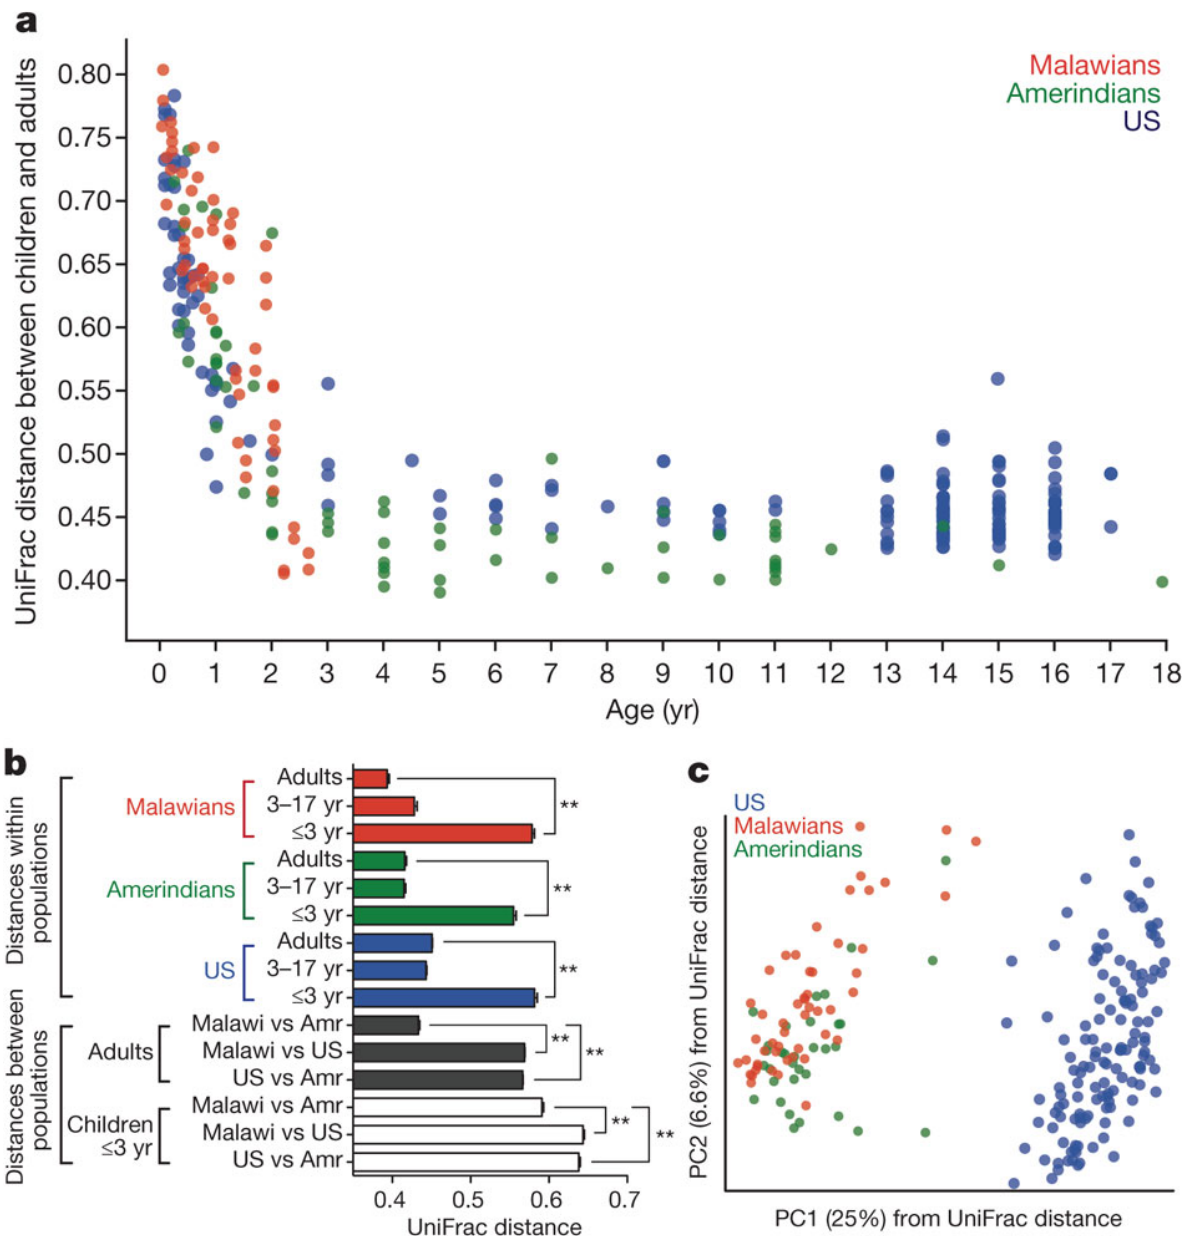 a
UniFrac distance between children and adults
0.80
0.75
0.70
0.65
0.60
0.55
0.50
0.45
0.40
Malawians
Amerindians
US
0 1 2 3 4 5 6 7 8 9 10 11 12 13 14 15 16 17 18
Age (yr)
b
Distances within
populations
Malawians
Adults
3–17 yr
≤3 yr
**
Amerindians
Adults
3–17 yr
≤3 yr
**
US
Adults
3–17 yr
≤3 yr
**
Distances between
populations
Adults
Malawi vs Amr
Malawi vs US
US vs Amr
**
**
Children
≤3 yr
Malawi vs Amr
Malawi vs US
US vs Amr
**
**
0.4 0.5 0.6 0.7
UniFrac distance
c
US
Malawians
Amerindians
PC2 (6.6%) from UniFrac distance
PC1 (25%) from UniFrac distance